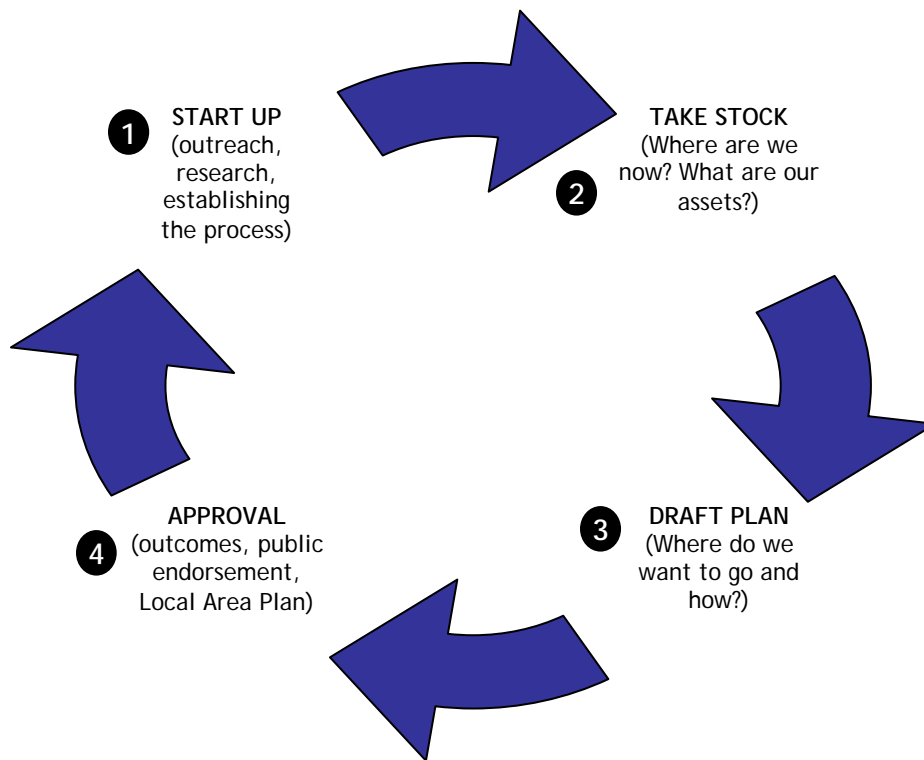 1
START UP
(outreach,
research,
establishing
the process)
2
TAKE STOCK
(Where are we
now? What are our
assets?)
3
DRAFT PLAN
(Where do we
want to go and
how?)
4
APPROVAL
(outcomes, public
endorsement,
Local Area Plan)